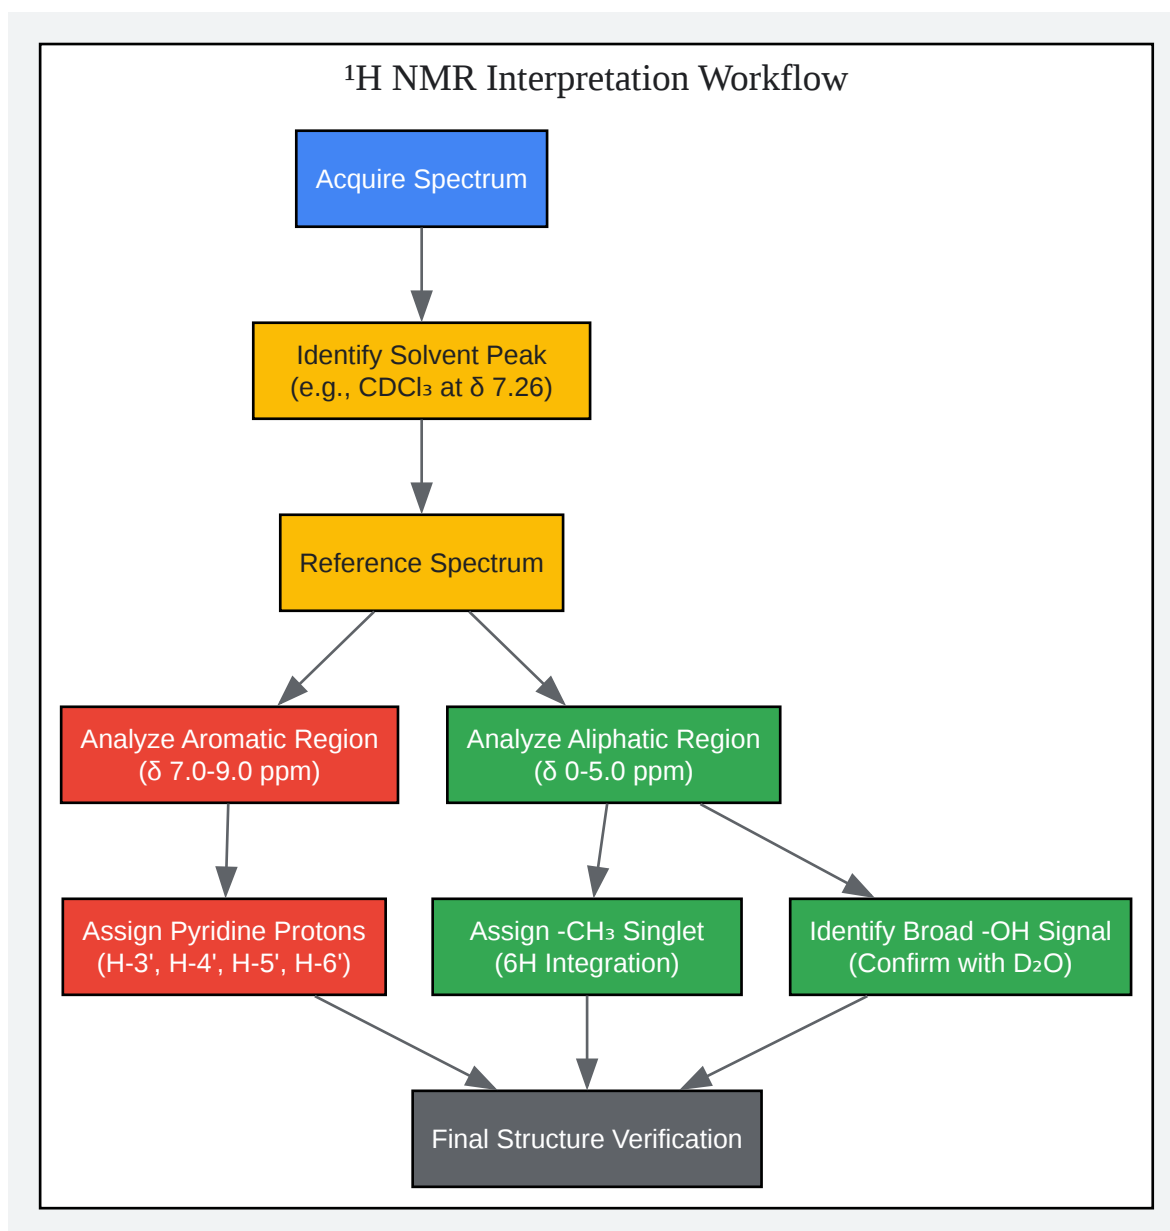 ¹H NMR Interpretation Workflow
Acquire Spectrum
Identify Solvent Peak
(e.g., CDCl₃ at δ 7.26)
Reference Spectrum
Analyze Aromatic Region
(δ 7.0-9.0 ppm)
Analyze Aliphatic Region
(δ 0-5.0 ppm)
Assign Pyridine Protons
(H-3', H-4', H-5', H-6')
Assign -CH₃ Singlet
(6H Integration)
Identify Broad -OH Signal
(Confirm with D₂O)
Final Structure Verification